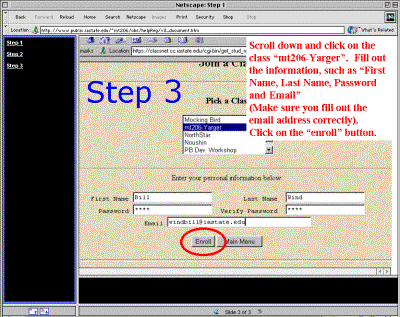 Netscape: Step 1
Back Forward Reload Home Search Netscape Images Print Security Shop Stop
Location: http://www.public.iastate.edu/~mt206/obs/helpReg/v3_document.htm What's Related
Step 1
Step 2
Step 3
marks Location: https://classnet.cc.iastate.edu/cgi-bin/get_stud_
Join a Cla
Step 3
Pick a Clas
Mocking Bird
mt206-Yarger
NorthStar
Noushin
PB Dev. Workshop
Scroll down and click on the
class "mt206-Yarger". Fill out
the information, such as "First
Name, Last Name, Password
and Email"
(Make sure you fill out the
email address correctly).
Click on the "enroll" button.
Enter your personal information below:
First Name Bill Last Name Wind
Password **** Verify Password ****
Email windbill@iastate.edu
Enroll Main Menu
Slide 3 of 3